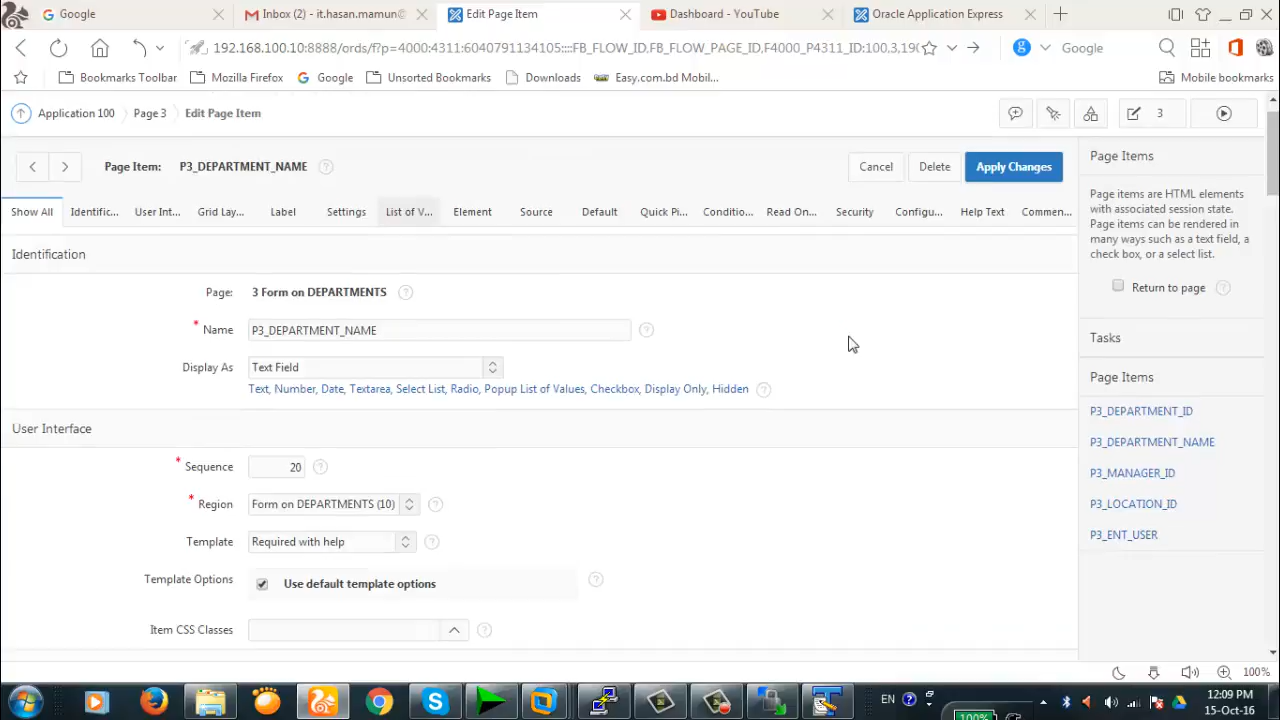 Google
Inbox (2) - it.hasan.mamun@
Edit Page Item
Dashboard - YouTube
Oracle Application Express
192.168.100.10:8888/ords/f?p=4000:4311:6040791134105::::FB_FLOW_ID,FB_FLOW_PAGE_ID,F4000_P4311_ID:100.3,190
Google
Bookmarks Toolbar
Mozilla Firefox
Google
Unsorted Bookmarks
Downloads
Easy.com.bd Mobil...
Mobile bookmarks
Application 100
Page 3
Edit Page Item
3
Page Item: P3_DEPARTMENT_NAME
Cancel
Delete
Apply Changes
Show All
Identific...
User Int...
Grid Lay...
Label
Settings
List of V...
Element
Source
Default
Quick Pi...
Conditio...
Read On...
Security
Configu...
Help Text
Commen...
Identification
Page: 3 Form on DEPARTMENTS
* Name P3_DEPARTMENT_NAME
Display As Text Field
Text, Number, Date, Textarea, Select List, Radio, Popup List of Values, Checkbox, Display Only, Hidden
User Interface
* Sequence 20
* Region Form on DEPARTMENTS (10)
Template Required with help
Template Options Use default template options
Item CSS Classes
Page Items
Page items are HTML elements
with associated session state.
Page items can be rendered in
many ways such as a text field, a
check box, or a select list.
Return to page
Tasks
Page Items
P3_DEPARTMENT_ID
P3_DEPARTMENT_NAME
P3_MANAGER_ID
P3_LOCATION_ID
P3_ENT_USER
100%
EN
100%
12:09 PM
15-Oct-16